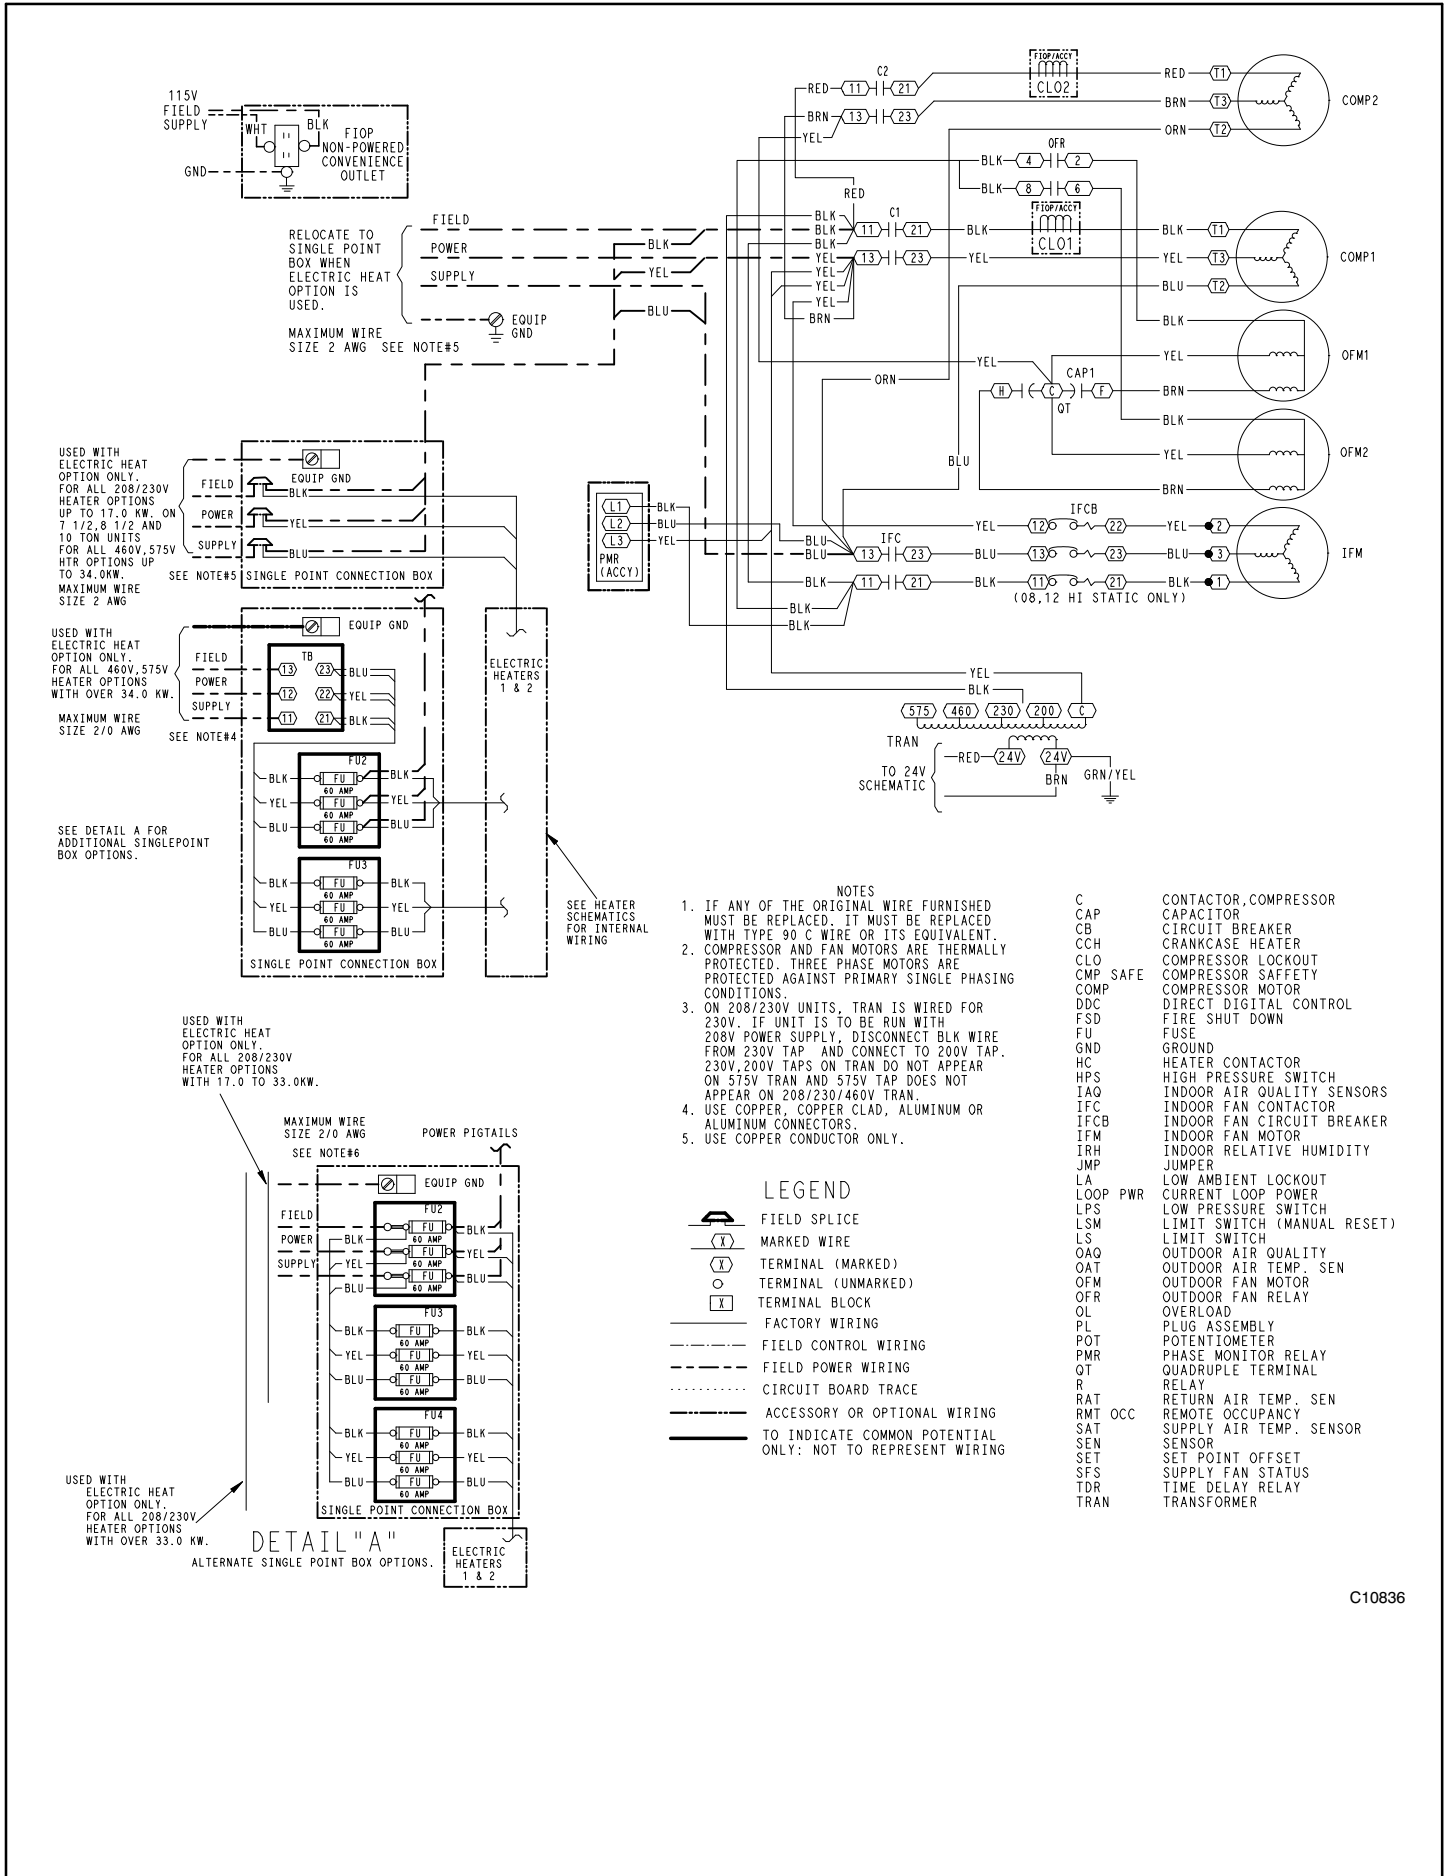 115V
FIELD
SUPPLY
WHT
BLK
FIOP
NON-POWERED
CONVENIENCE
OUTLET
GND
RELOCATE TO
SINGLE POINT
BOX WHEN
ELECTRIC HEAT
OPTION IS
USED.
MAXIMUM WIRE
SIZE 2 AWG SEE NOTE#5
FIELD
POWER
SUPPLY
EQUIP
GND
BLK
YEL
BLU
C2
RED 11 21
BRN 13 23
YEL
FIOP/ACCY
CLO2
RED T1
BRN T3
ORN T2
COMP2
OFR
BLK 4 2
BLK 8 6
RED
C1
BLK
BLK 11 21 BLK
BLK
FIOP/ACCY
CLO1
BLK T1
YEL 13 23 YEL
YEL
YEL
YEL
BRN
YEL T3
BLU T2
COMP1
BLK
YEL
BRN
OFM1
YEL
ORN
H C F
CAP1
QT
BLK
YEL
BRN
OFM2
BLU
IFCB
YEL 12 22 YEL 2
IFC
BLU
BLU 13 23 BLU 13 23 BLU 3
IFM
BLK 11 21 BLK 11 21 BLK 1
(08,12 HI STATIC ONLY)
BLK
BLK
L1 BLK
L2 BLU
L3 YEL
PMR
(ACCY)
YEL
BLK
575 460 230 200 C
TRAN
RED 24V 24V
TO 24V
SCHEMATIC
BRN
GRN/YEL
USED WITH
ELECTRIC HEAT
OPTION ONLY.
FOR ALL 208/230V
HEATER OPTIONS
UP TO 17.0 KW. ON
7 1/2,8 1/2 AND
10 TON UNITS
FOR ALL 460V,575V
HTR OPTIONS UP
TO 34.0KW.
MAXIMUM WIRE
SIZE 2 AWG
SEE NOTE#5
EQUIP GND
FIELD
BLK
POWER
YEL
SUPPLY
BLU
SINGLE POINT CONNECTION BOX
USED WITH
ELECTRIC HEAT
OPTION ONLY.
FOR ALL 460V,575V
HEATER OPTIONS
WITH OVER 34.0 KW.
MAXIMUM WIRE
SIZE 2/0 AWG
SEE NOTE#4
EQUIP GND
TB
FIELD
13 23 BLU
POWER
12 22 YEL
SUPPLY
11 21 BLK
ELECTRIC
HEATERS
1 & 2
FU2
BLK FU BLK
60 AMP
YEL FU YEL
60 AMP
BLU FU BLU
60 AMP
SEE DETAIL A FOR
ADDITIONAL SINGLEPOINT
BOX OPTIONS.
FU3
BLK FU BLK
60 AMP
YEL FU YEL
60 AMP
BLU FU BLU
60 AMP
SINGLE POINT CONNECTION BOX
SEE HEATER
SCHEMATICS
FOR INTERNAL
WIRING
USED WITH
ELECTRIC HEAT
OPTION ONLY.
FOR ALL 208/230V
HEATER OPTIONS
WITH 17.0 TO 33.0KW.
MAXIMUM WIRE
SIZE 2/0 AWG
SEE NOTE#6
POWER PIGTAILS
EQUIP GND
FIELD
POWER
SUPPLY
FU2
BLK FU BLK
60 AMP
YEL FU YEL
60 AMP
BLU FU BLU
60 AMP
FU3
BLK FU BLK
60 AMP
YEL FU YEL
60 AMP
BLU FU BLU
60 AMP
FU4
BLK FU BLK
60 AMP
YEL FU YEL
60 AMP
BLU FU BLU
60 AMP
SINGLE POINT CONNECTION BOX
USED WITH
ELECTRIC HEAT
OPTION ONLY.
FOR ALL 208/230V
HEATER OPTIONS
WITH OVER 33.0 KW.
DETAIL "A"
ALTERNATE SINGLE POINT BOX OPTIONS.
ELECTRIC
HEATERS
1 & 2
NOTES
1. IF ANY OF THE ORIGINAL WIRE FURNISHED
MUST BE REPLACED. IT MUST BE REPLACED
WITH TYPE 90 C WIRE OR ITS EQUIVALENT.
2. COMPRESSOR AND FAN MOTORS ARE THERMALLY
PROTECTED. THREE PHASE MOTORS ARE
PROTECTED AGAINST PRIMARY SINGLE PHASING
CONDITIONS.
3. ON 208/230V UNITS, TRAN IS WIRED FOR
230V. IF UNIT IS TO BE RUN WITH
208V POWER SUPPLY, DISCONNECT BLK WIRE
FROM 230V TAP AND CONNECT TO 200V TAP.
230V,200V TAPS ON TRAN DO NOT APPEAR
ON 575V TRAN AND 575V TAP DOES NOT
APPEAR ON 208/230/460V TRAN.
4. USE COPPER, COPPER CLAD, ALUMINUM OR
ALUMINUM CONNECTORS.
5. USE COPPER CONDUCTOR ONLY.
LEGEND
FIELD SPLICE
X MARKED WIRE
X TERMINAL (MARKED)
TERMINAL (UNMARKED)
X TERMINAL BLOCK
FACTORY WIRING
FIELD CONTROL WIRING
FIELD POWER WIRING
CIRCUIT BOARD TRACE
ACCESSORY OR OPTIONAL WIRING
TO INDICATE COMMON POTENTIAL
ONLY: NOT TO REPRESENT WIRING
C CONTACTOR,COMPRESSOR
CAP CAPACITOR
CB CIRCUIT BREAKER
CCH CRANKCASE HEATER
CLO COMPRESSOR LOCKOUT
CMP SAFE COMPRESSOR SAFFETY
COMP COMPRESSOR MOTOR
DDC DIRECT DIGITAL CONTROL
FSD FIRE SHUT DOWN
FU FUSE
GND GROUND
HC HEATER CONTACTOR
HPS HIGH PRESSURE SWITCH
IAQ INDOOR AIR QUALITY SENSORS
IFC INDOOR FAN CONTACTOR
IFCB INDOOR FAN CIRCUIT BREAKER
IFM INDOOR FAN MOTOR
IRH INDOOR RELATIVE HUMIDITY
JMP JUMPER
LA LOW AMBIENT LOCKOUT
LOOP PWR CURRENT LOOP POWER
LPS LOW PRESSURE SWITCH
LSM LIMIT SWITCH (MANUAL RESET)
LS LIMIT SWITCH
OAQ OUTDOOR AIR QUALITY
OAT OUTDOOR AIR TEMP. SEN
OFM OUTDOOR FAN MOTOR
OFR OUTDOOR FAN RELAY
OL OVERLOAD
PL PLUG ASSEMBLY
POT POTENTIOMETER
PMR PHASE MONITOR RELAY
QT QUADRUPLE TERMINAL
R RELAY
RAT RETURN AIR TEMP. SEN
RMT OCC REMOTE OCCUPANCY
SAT SUPPLY AIR TEMP. SENSOR
SEN SENSOR
SET SET POINT OFFSET
SFS SUPPLY FAN STATUS
TDR TIME DELAY RELAY
TRAN TRANSFORMER
C10836